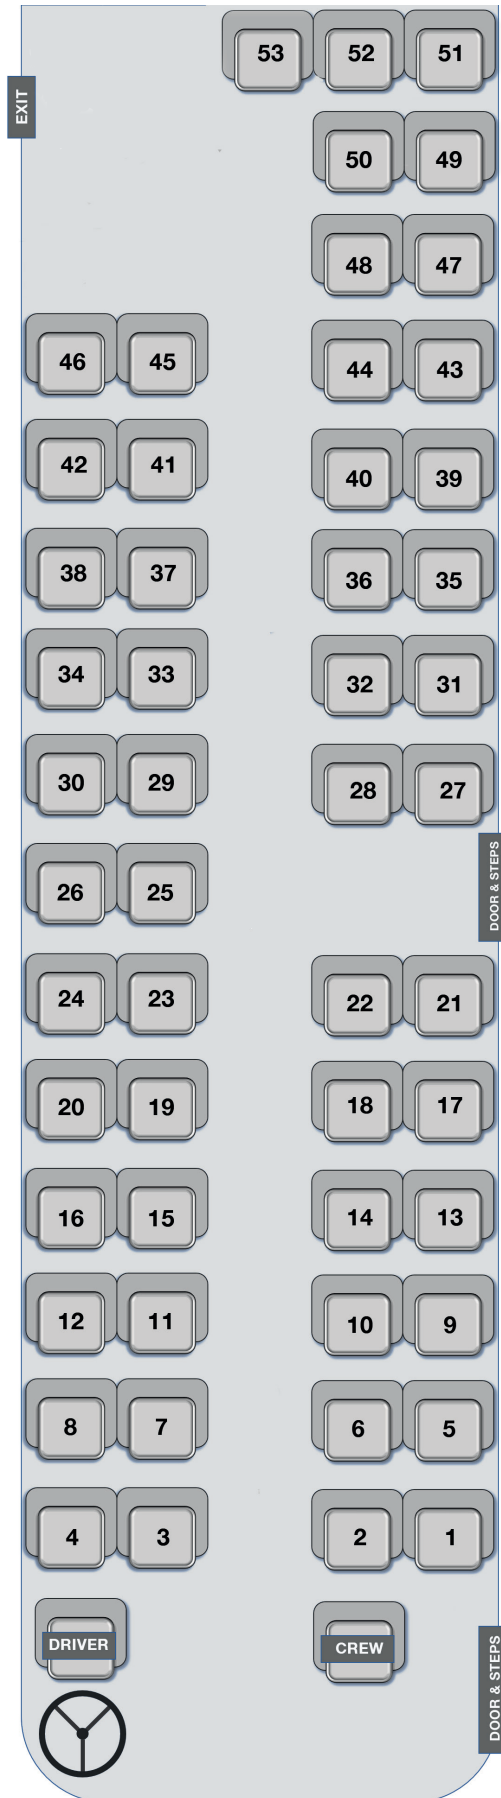 53 52 51
EXIT
50 49
48 47
46 45 44 43
42 41 40 39
38 37 36 35
34 33 32 31
30 29 28 27
DOOR & STEPS
26 25
24 23 22 21
20 19 18 17
16 15 14 13
12 11 10 9
8 7 6 5
4 3 2 1
DRIVER CREW
DOOR & STEPS